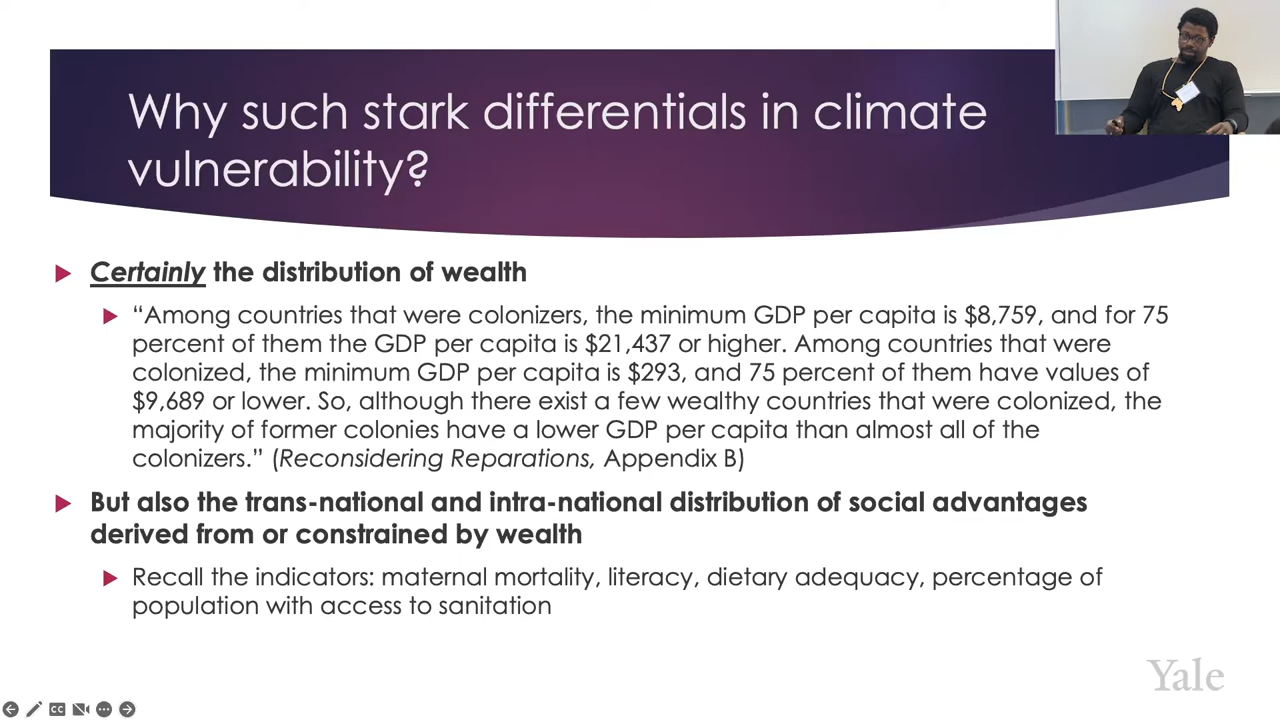 Why such stark differentials in climate
vulnerability?
Certainly the distribution of wealth
“Among countries that were colonizers, the minimum GDP per capita is $8,759, and for 75
percent of them the GDP per capita is $21,437 or higher. Among countries that were
colonized, the minimum GDP per capita is $293, and 75 percent of them have values of
$9,689 or lower. So, although there exist a few wealthy countries that were colonized, the
majority of former colonies have a lower GDP per capita than almost all of the
colonizers.” (Reconsidering Reparations, Appendix B)
But also the trans-national and intra-national distribution of social advantages
derived from or constrained by wealth
Recall the indicators: maternal mortality, literacy, dietary adequacy, percentage of
population with access to sanitation
Yale
CC